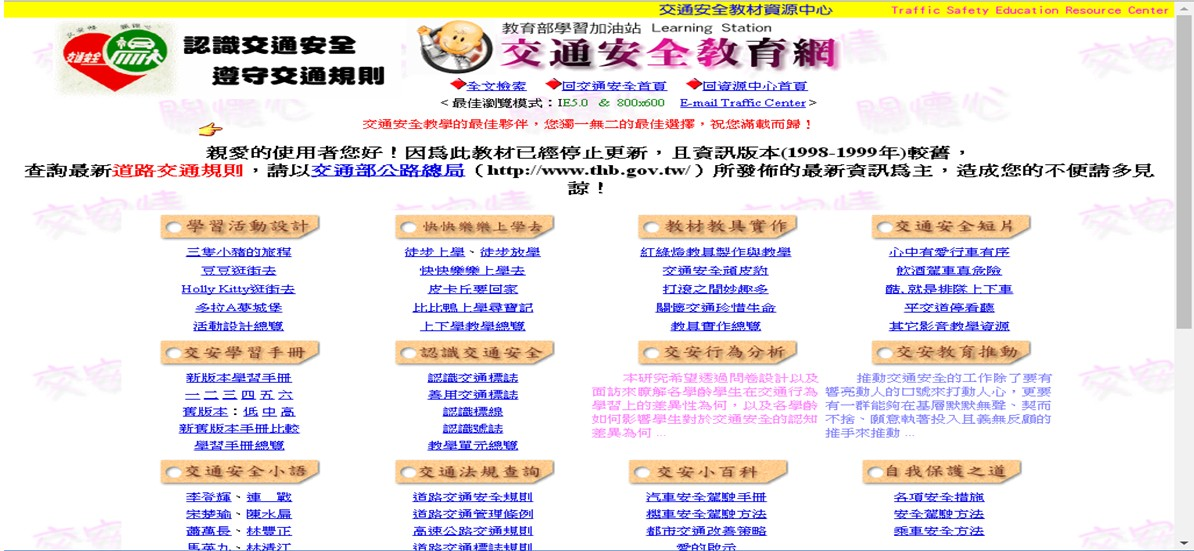 交通安全教材資源中心 Traffic Safety Education Resource Center
交通安全
認識交通安全
遵守交通規則
教育部學習加油站 Learning Station
交通安全教育網
全文檢索 回交通安全首頁 回資源中心首頁
< 最佳瀏覽模式：IE5.0 & 800x600 E-mail Traffic Center >
交通安全教學的最佳夥伴，您獨一無二的最佳選擇，祝您滿載而歸！
親愛的使用者您好！因為此教材已經停止更新，且資訊版本(1998-1999年)較舊，
查詢最新道路交通規則，請以交通部公路總局（http://www.thb.gov.tw/）所發佈的最新資訊為主，造成您的不便請多見
諒！
學習活動設計 快快樂樂上學去 教材教具實作 交通安全短片
三隻小豬的旅程 徒步上學、徒步放學 紅綠燈教具製作與教學 心中有愛行車有序
豆豆逛街去 快快樂樂上學去 交通安全頑皮豹 飲酒駕車真危險
Holly Kitty逛街去 皮卡丘要回家 打滾之間妙趣多 酷,就是排隊上下車
多拉A夢城堡 比比鴨上學尋寶記 關懷交通珍惜生命 平交道停看聽
活動設計總覽 上下學教學總覽 教具實作總覽 其它影音教學資源
交安學習手冊 認識交通安全 交安行為分析 交安教育推動
新版本學習手冊 認識交通標誌 本研究希望透過問卷設計以及 推動交通安全的工作除了要有
一 二 三 四 五 六 善用交通標誌 面訪來瞭解各學齡學生在交通行為 響亮動人的口號來打動人心，更要
舊版本：低 中 高 認識標線 學習上的差異性為何，以及各學齡 有一群能夠在基層默默無聲、契而
新舊版本手冊比較 認識號誌 如何影響學生對於交通安全的認知 不捨、願意執著投入且義無反顧的
學習手冊總覽 教學單元總覽 差異為何 ... 推手來推動 ...
交通安全小語 交通法規查詢 交安小百科 自我保護之道
李登輝、連 戰 道路交通安全規則 汽車安全駕駛手冊 各項安全措施
宋楚瑜、陳水扁 道路交通管理條例 機車安全駕駛方法 安全駕駛方法
蕭萬長、林豐正 高速公路交通規則 都市交通改善策略 乘車安全方法
馬英九、林清江 道路交通標誌規則 愛的啟示